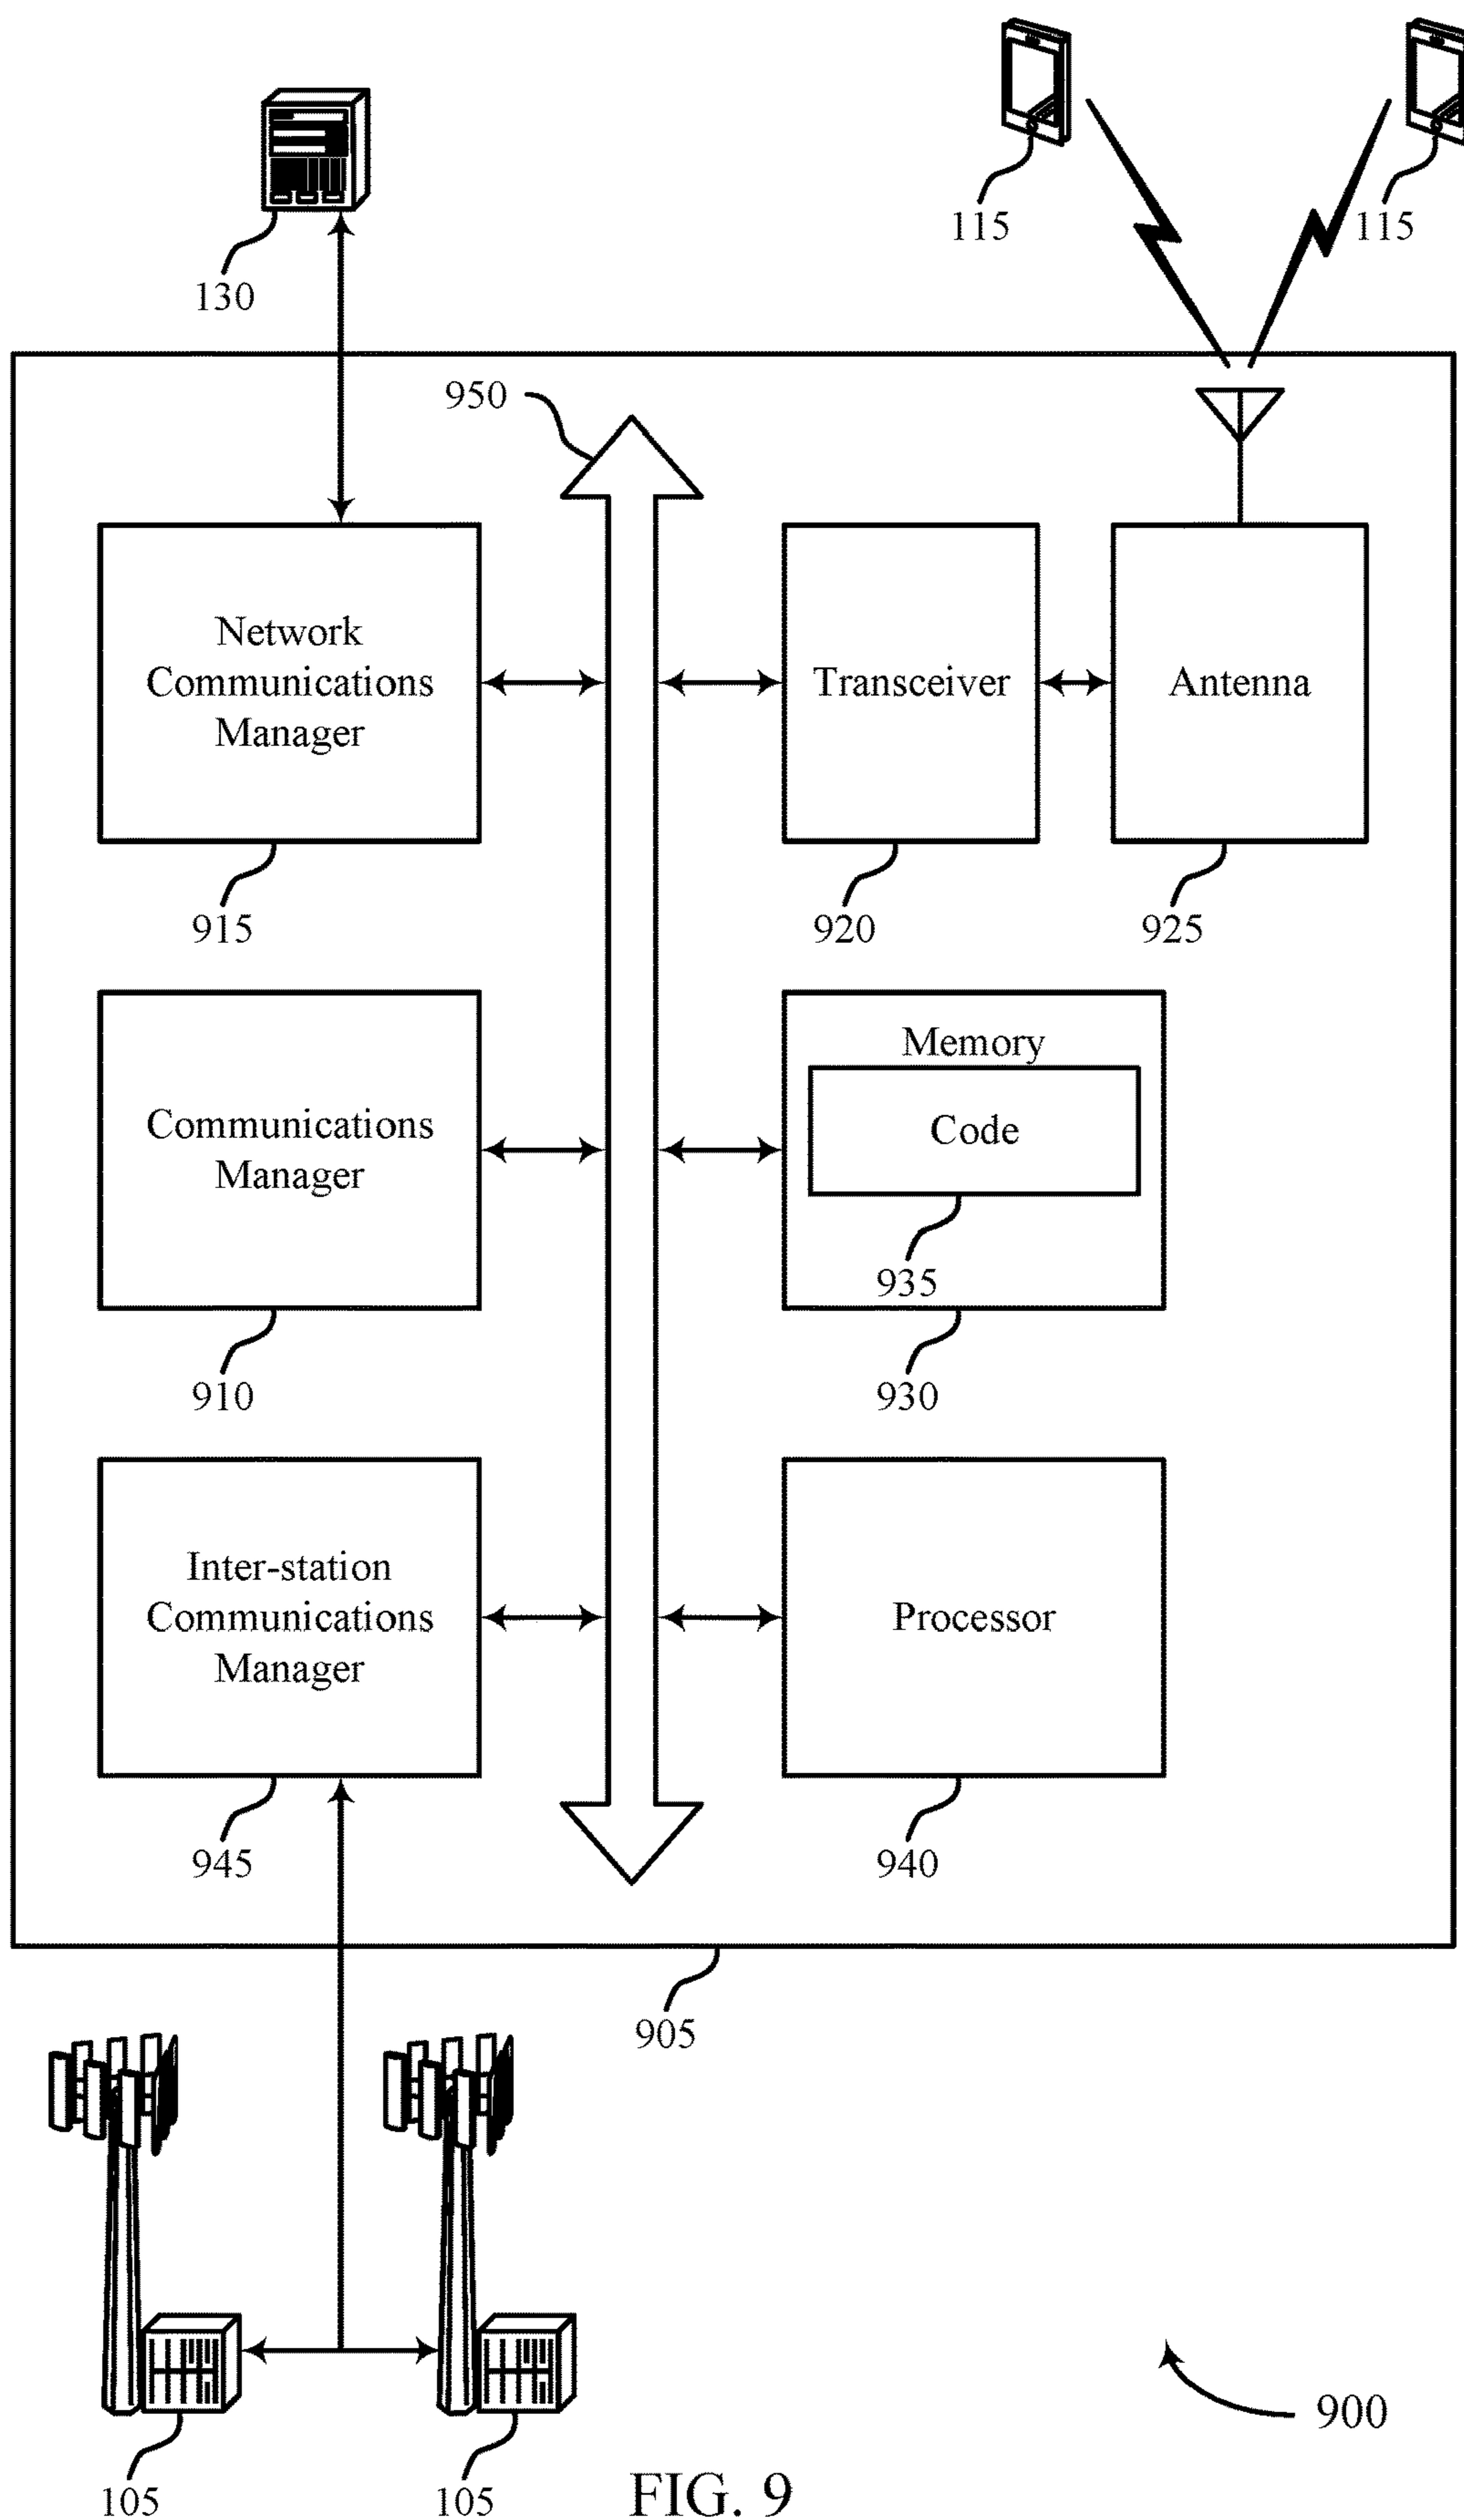 115
115
130
950
Network
Communications
Manager
Transceiver
Antenna
915
920
925
Communications
Manager
Memory
Code
935
910
930
Inter-station
Communications
Manager
Processor
945
940
905
105
105
900
FIG. 9